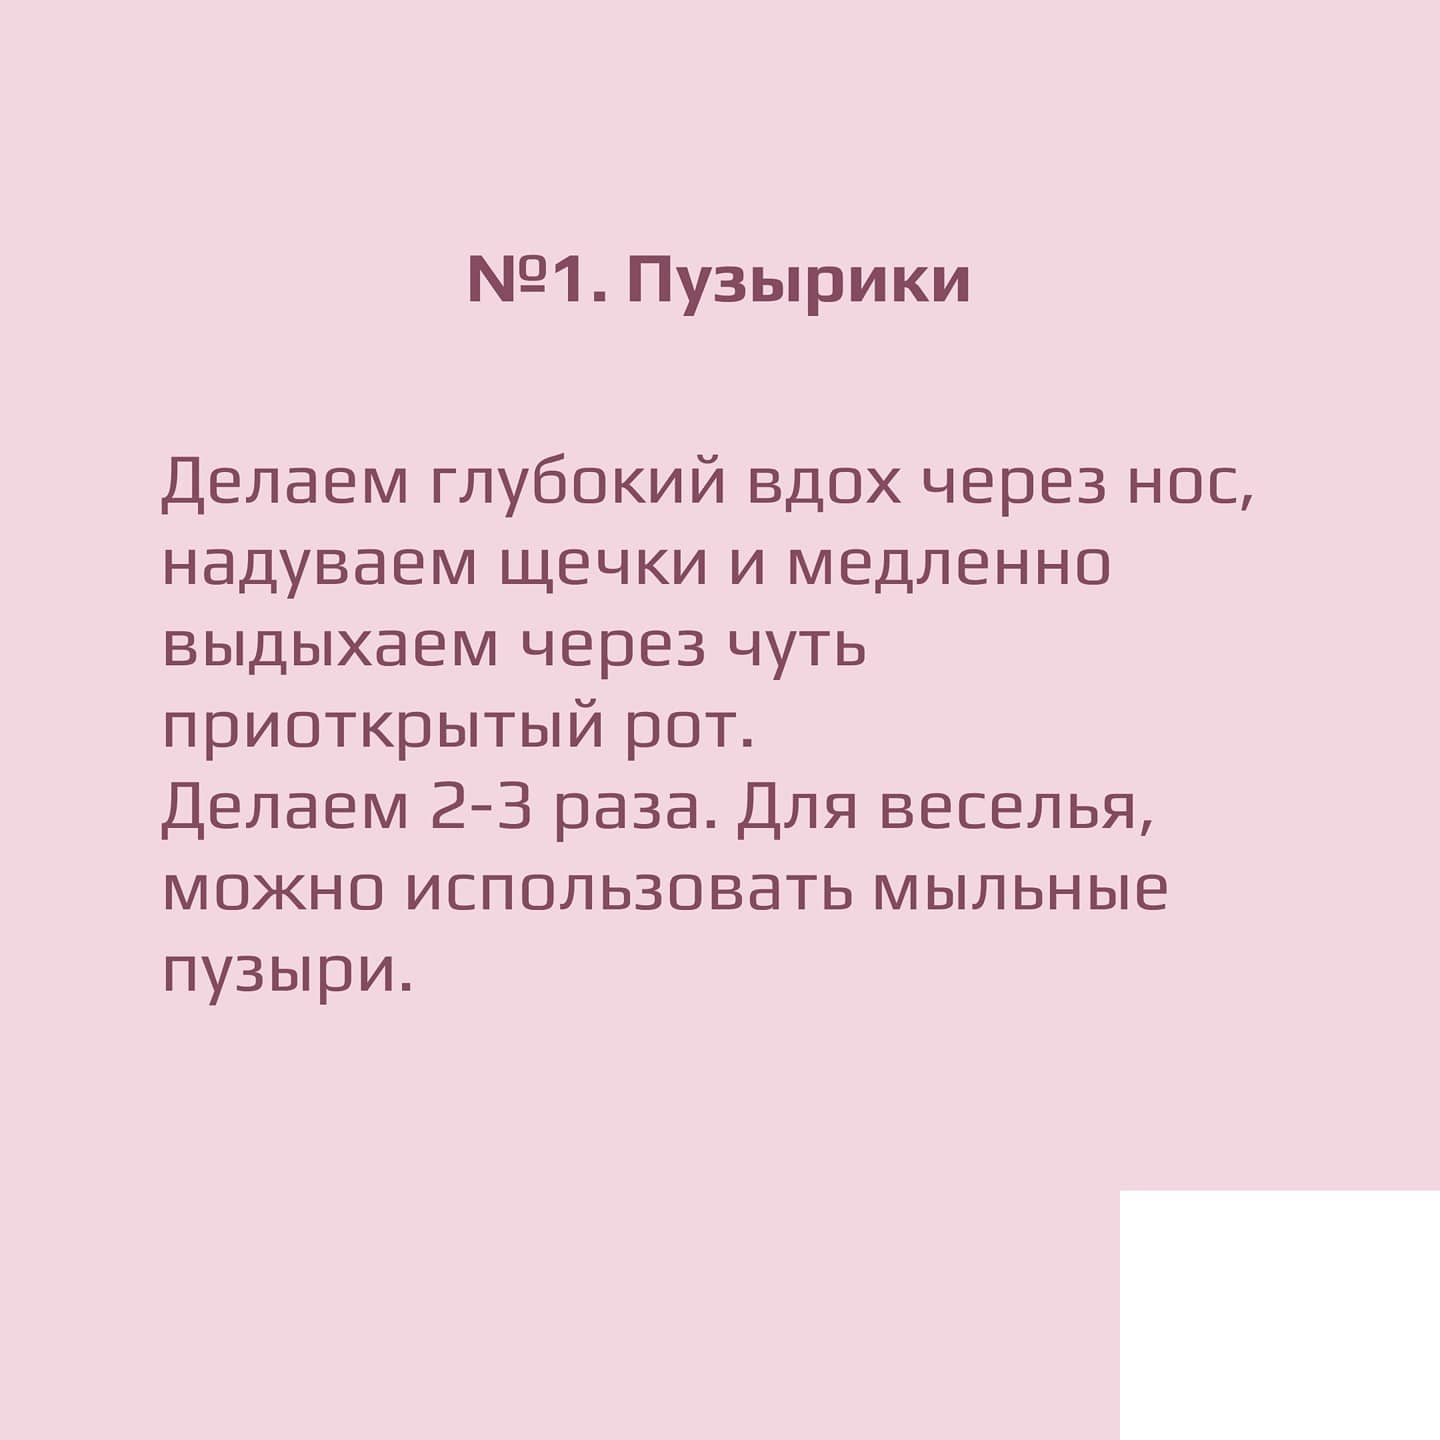 №1. Пузырики
Делаем глубокий вдох через нос,
надуваем щечки и медленно
выдыхаем через чуть
приоткрытый рот.
Делаем 2-3 раза. Для веселья,
можно использовать мыльные
пузыри.